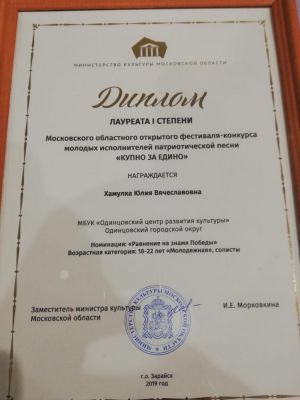 МИНИСТЕРСТВО КУЛЬТУРЫ МОСКОВСКОЙ ОБЛАСТИ
Диплом
ЛАУРЕАТА I СТЕПЕНИ
Московского областного открытого фестиваля-конкурса
молодых исполнителей патриотической песни
«КУПНО ЗА ЕДИНО»
НАГРАЖДАЕТСЯ
Хамулка Юлия Вячеславовна
МБУК «Одинцовский центр развития культуры»
Одинцовский городской округ
Номинация: «Равнение на знамя Победы»
Возрастная категория: 18-22 лет «Молодежная», солисты
Заместитель министра культуры
Московской области
И.Е. Морковкина
г.о. Зарайск
2019 год